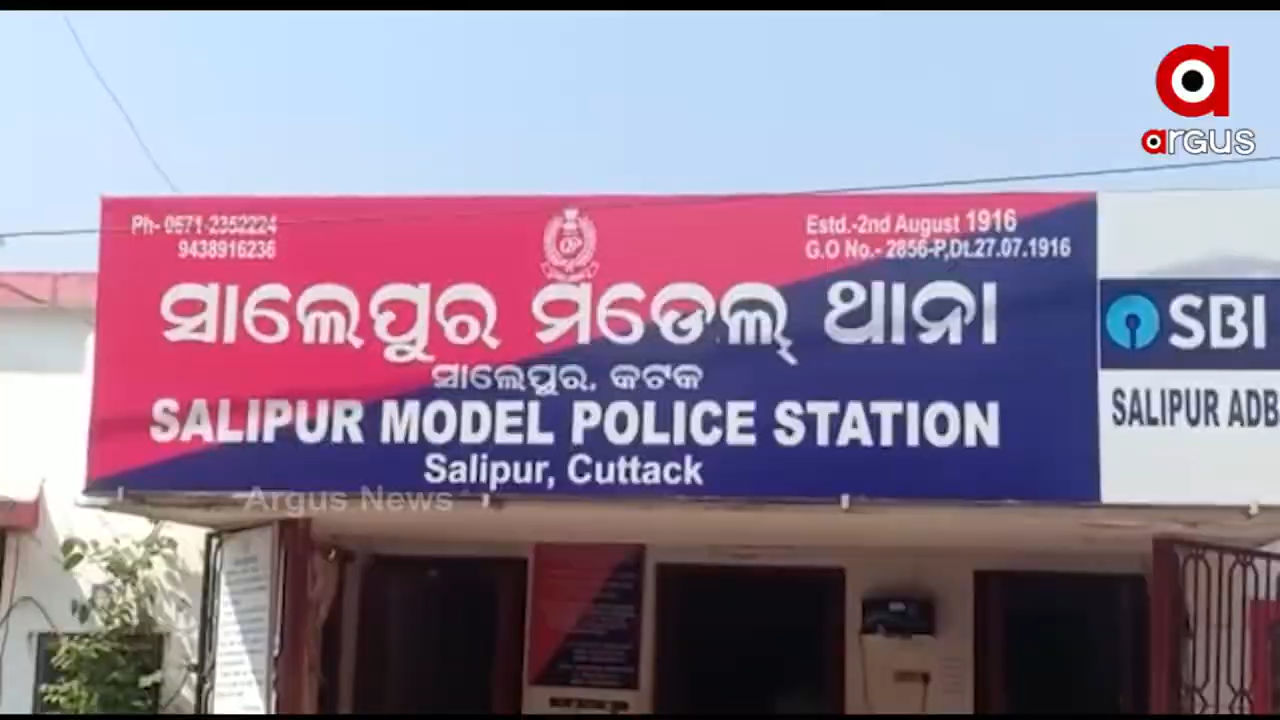 argus
Ph- 0671-2352224
9438916236
Estd.-2nd August 1916
G.O No.- 2856-P,Dt.27.07.1916
ସାଲେପୁର ମଡେଲ୍ ଥାନା
ସାଲେପୁର, କଟକ
SALIPUR MODEL POLICE STATION
Salipur, Cuttack
SBI
SALIPUR ADB
Argus News